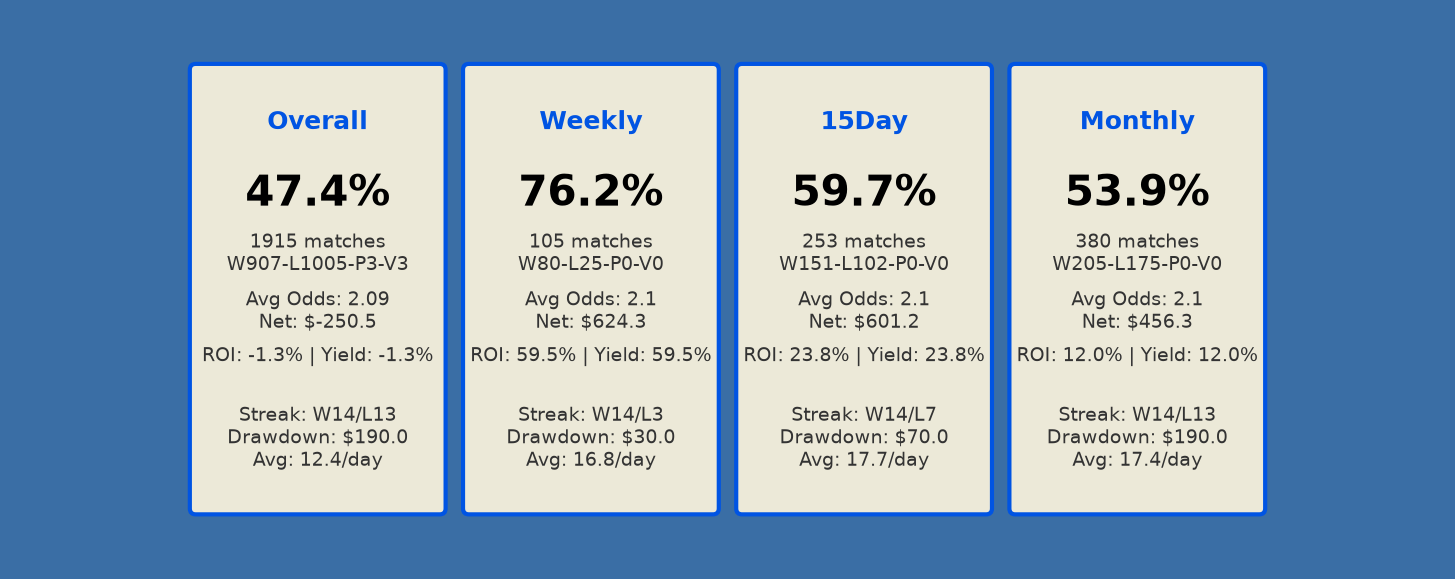 Overall
47.4%
1915 matches
W907-L1005-P3-V3
Avg Odds: 2.09
Net: $-250.5
ROI: -1.3% | Yield: -1.3%
Streak: W14/L13
Drawdown: $190.0
Avg: 12.4/day
Weekly
76.2%
105 matches
W80-L25-P0-V0
Avg Odds: 2.1
Net: $624.3
ROI: 59.5% | Yield: 59.5%
Streak: W14/L3
Drawdown: $30.0
Avg: 16.8/day
15Day
59.7%
253 matches
W151-L102-P0-V0
Avg Odds: 2.1
Net: $601.2
ROI: 23.8% | Yield: 23.8%
Streak: W14/L7
Drawdown: $70.0
Avg: 17.7/day
Monthly
53.9%
380 matches
W205-L175-P0-V0
Avg Odds: 2.1
Net: $456.3
ROI: 12.0% | Yield: 12.0%
Streak: W14/L13
Drawdown: $190.0
Avg: 17.4/day